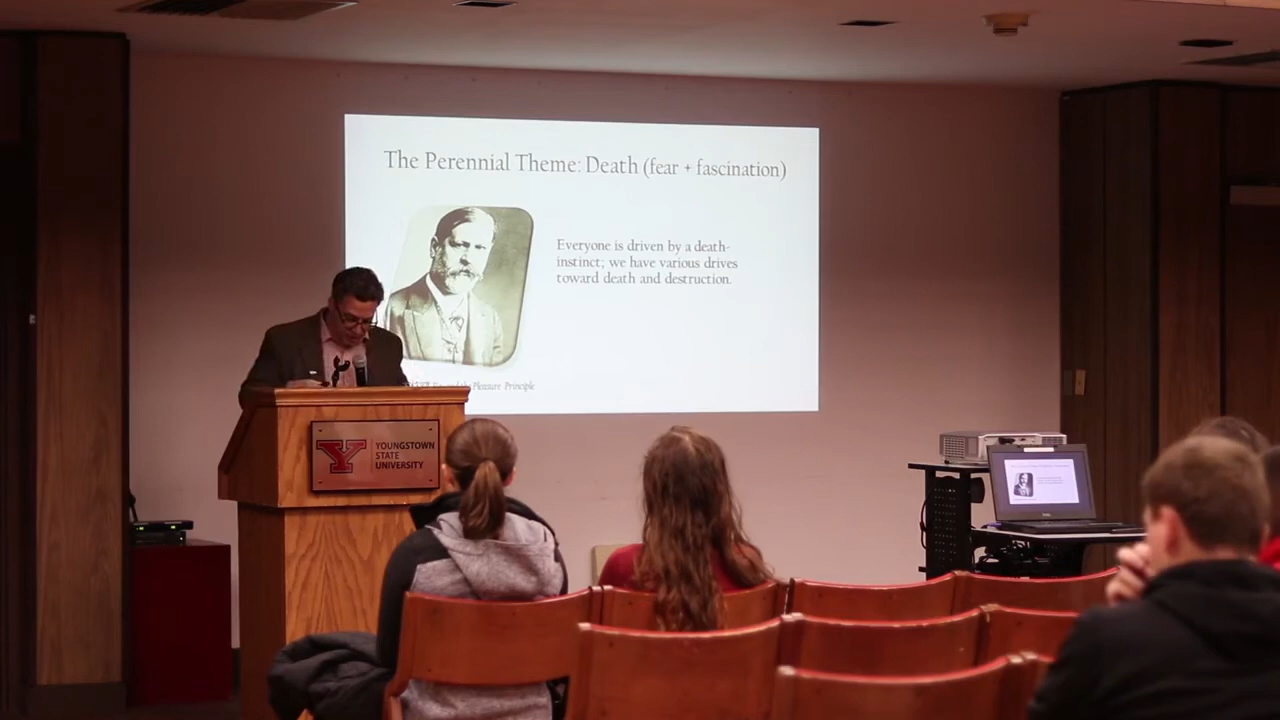 The Perennial Theme: Death (fear + fascination)
Everyone is driven by a death-
instinct; we have various drives
toward death and destruction.
the Pleasure Principle
Y
YOUNGSTOWN
STATE
UNIVERSITY